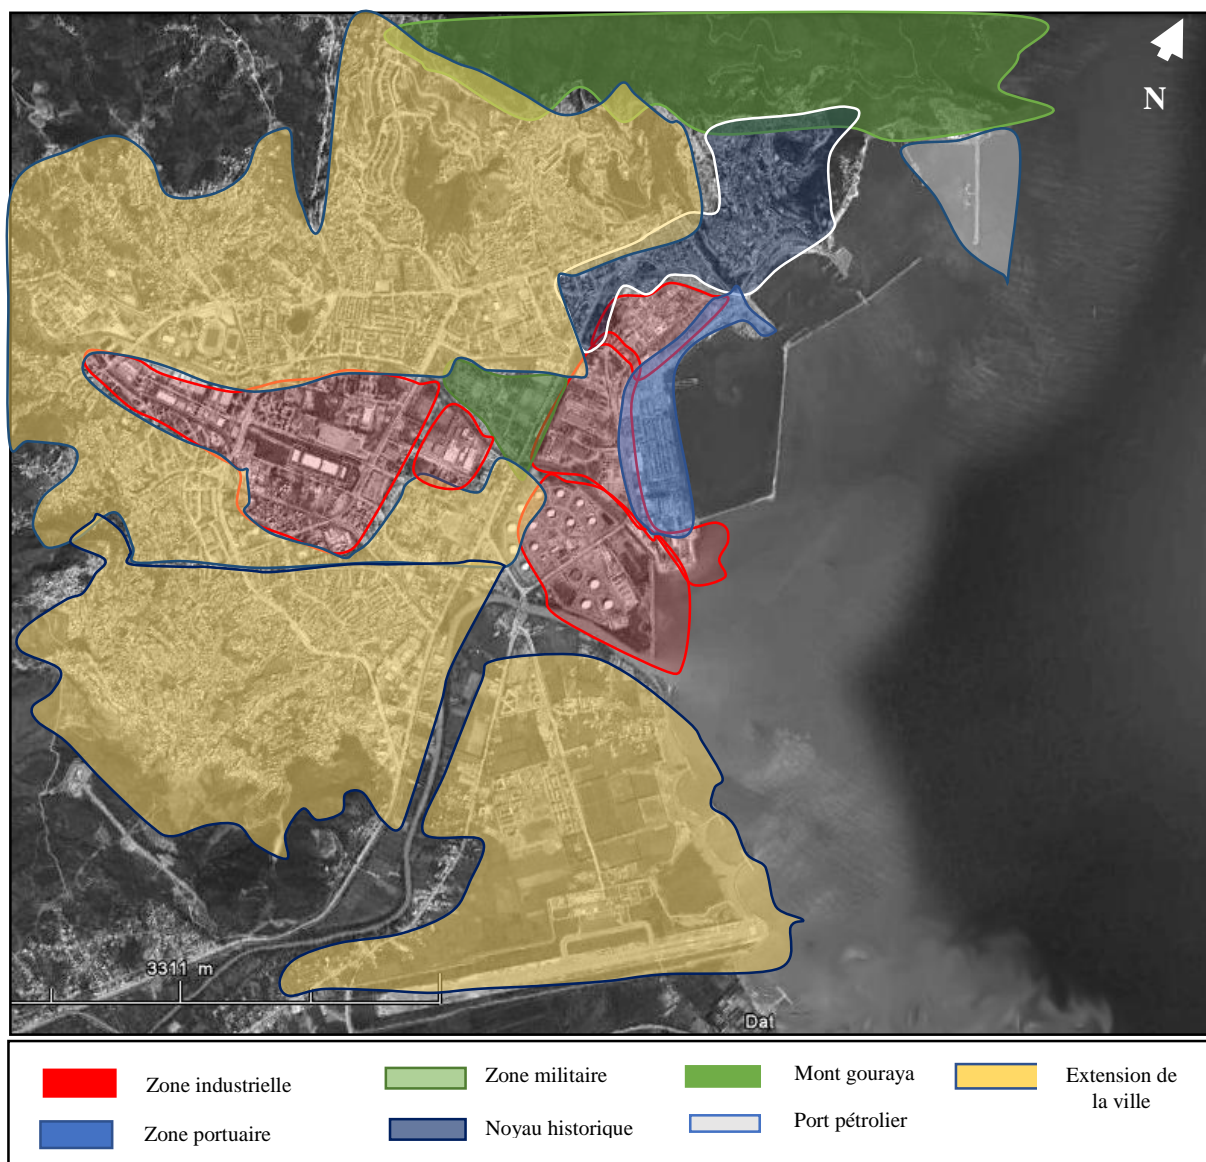 N
3311 m
Dat
Zone industrielle
Zone militaire
Mont gouraya
Extension de
la ville
Zone portuaire
Noyau historique
Port pétrolier